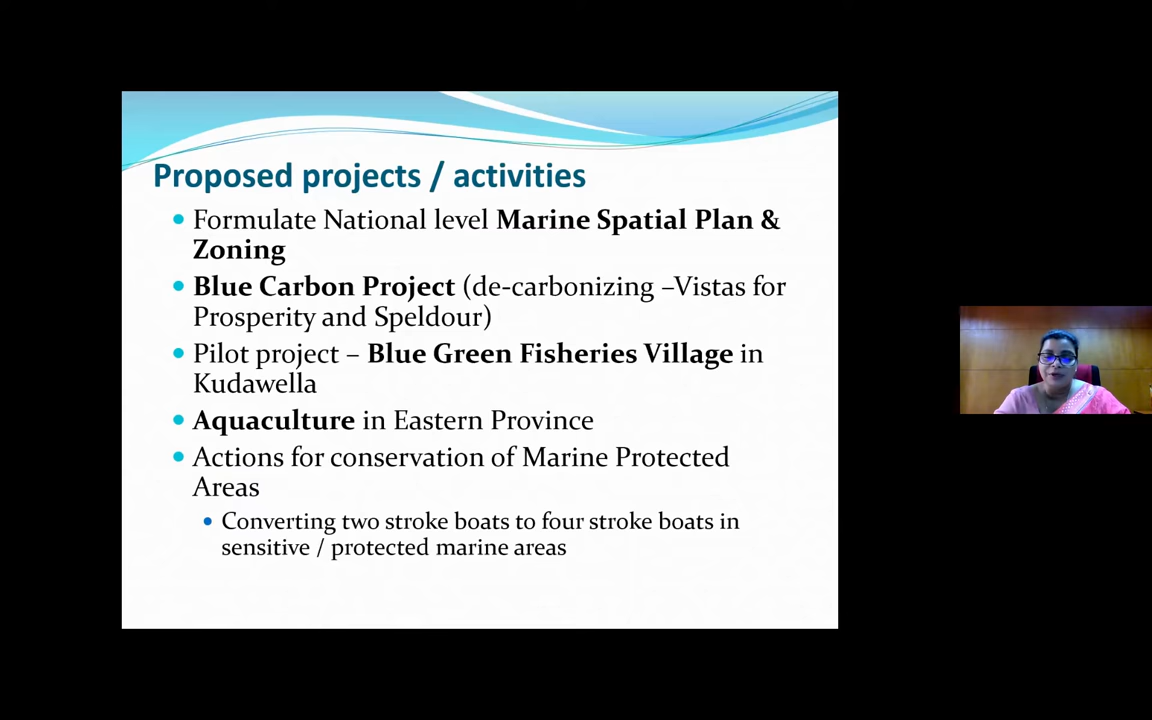 Proposed projects / activities
Formulate National level Marine Spatial Plan &
Zoning
Blue Carbon Project (de-carbonizing –Vistas for
Prosperity and Speldour)
Pilot project – Blue Green Fisheries Village in
Kudawella
Aquaculture in Eastern Province
Actions for conservation of Marine Protected
Areas
Converting two stroke boats to four stroke boats in
sensitive / protected marine areas